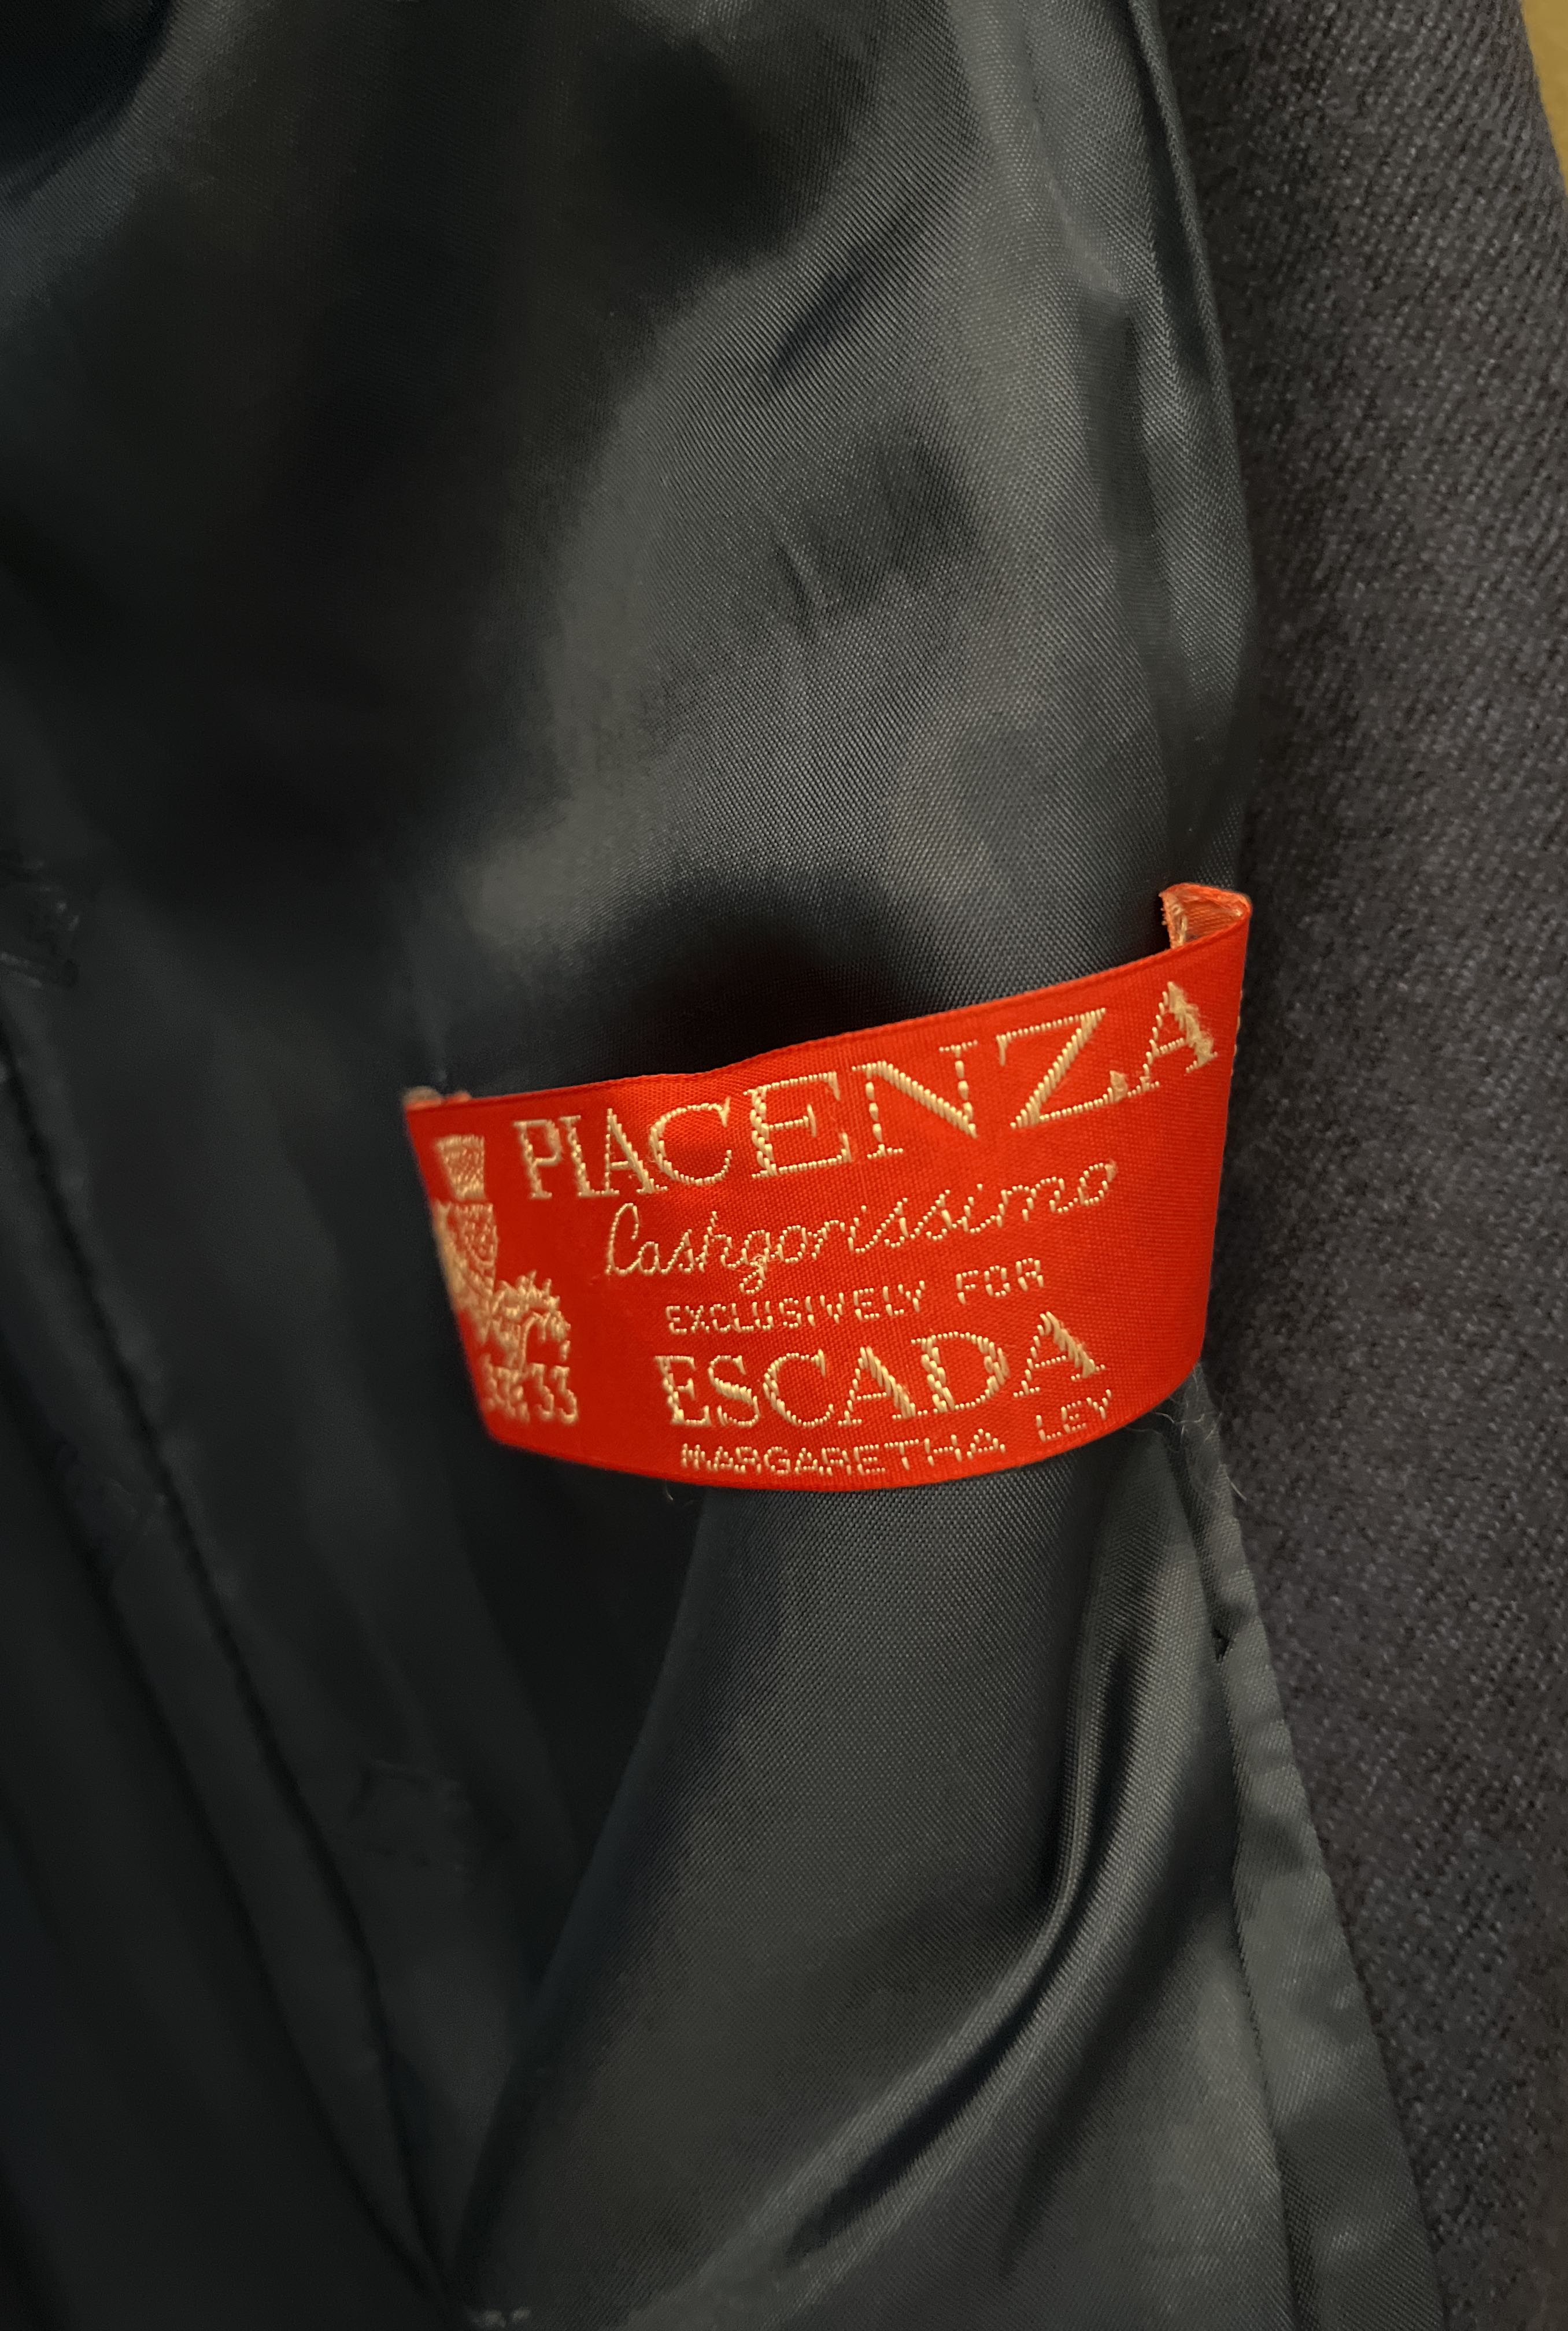 PIACENZA
Cashgorissimo
EXCLUSIVELY FOR
ESCADA
MARGARETHA LEY